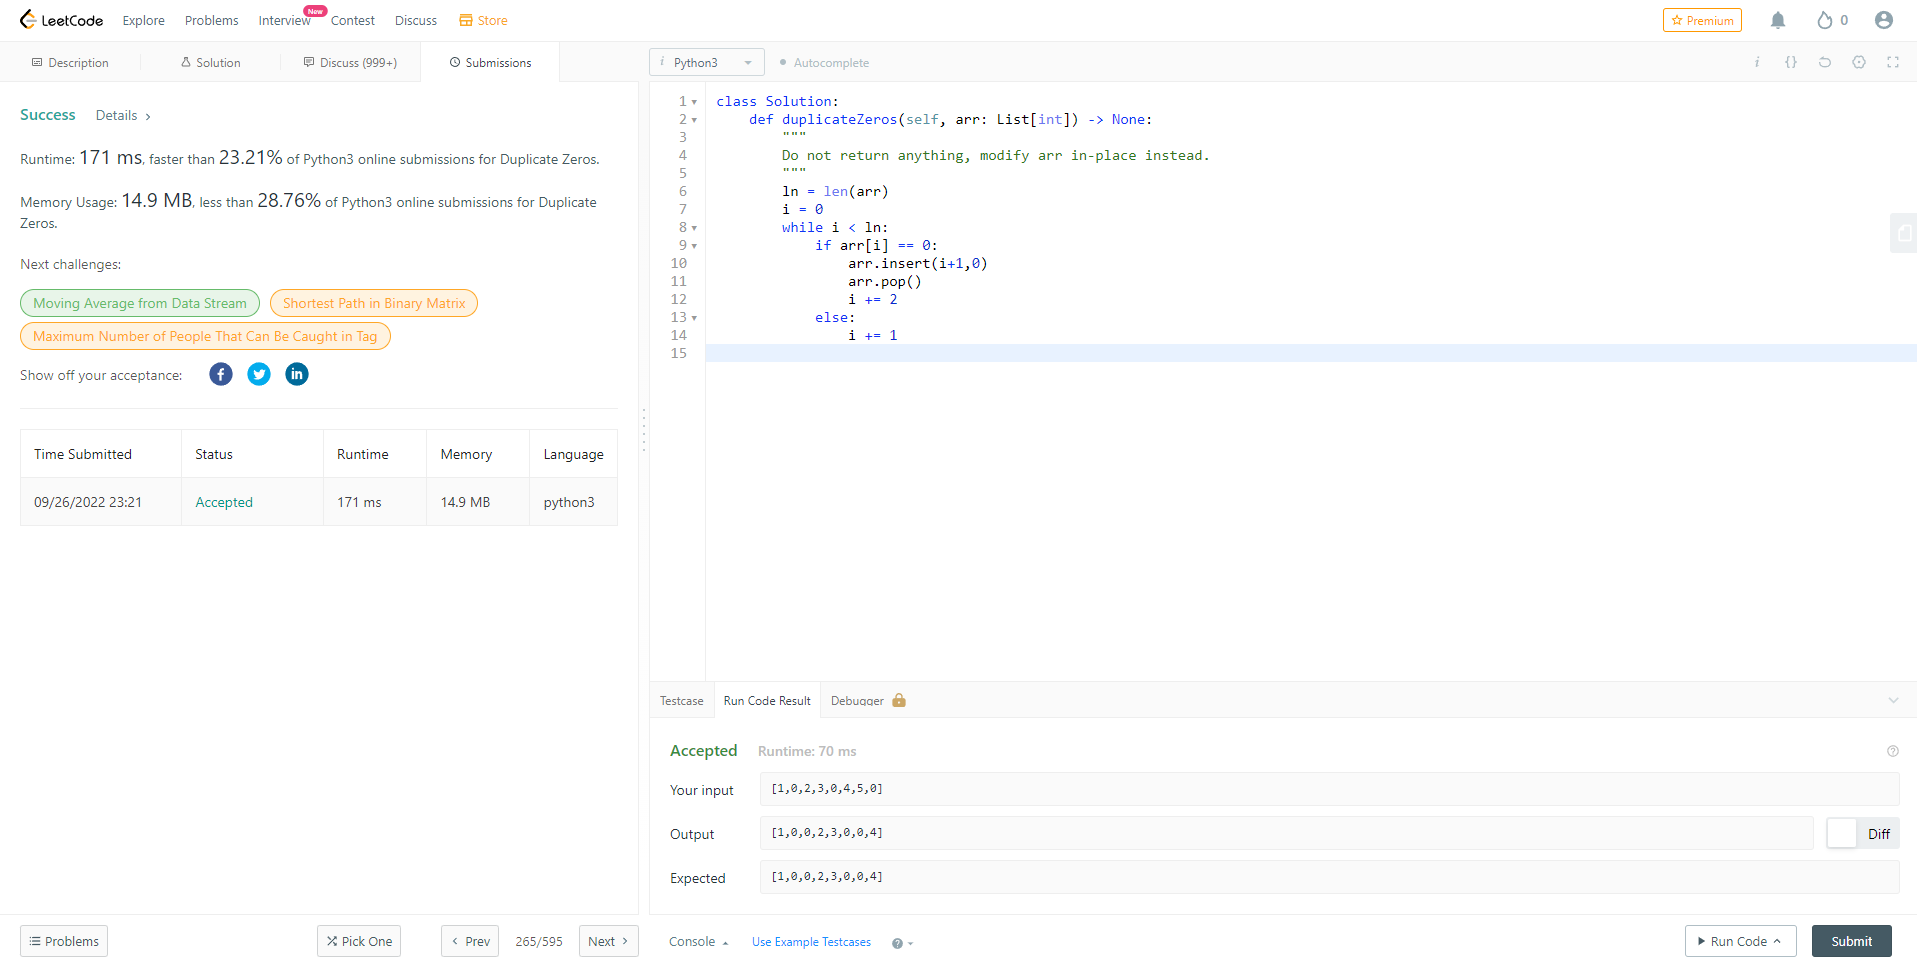 LeetCode Explore Problems Interview New Contest Discuss Store Premium 0
Description Solution Discuss (999+) Submissions
Success Details >
Runtime: 171 ms, faster than 23.21% of Python3 online submissions for Duplicate Zeros.
Memory Usage: 14.9 MB, less than 28.76% of Python3 online submissions for Duplicate
Zeros.
Next challenges:
Moving Average from Data Stream Shortest Path in Binary Matrix
Maximum Number of People That Can Be Caught in Tag
Show off your acceptance:
Time Submitted Status Runtime Memory Language
09/26/2022 23:21 Accepted 171 ms 14.9 MB python3
Problems Pick One < Prev 265/595 Next >
i Python3 Autocomplete i {}
1 class Solution:
2     def duplicateZeros(self, arr: List[int]) -> None:
3         """
4         Do not return anything, modify arr in-place instead.
5         """
6         ln = len(arr)
7         i = 0
8         while i < ln:
9             if arr[i] == 0:
10                 arr.insert(i+1,0)
11                 arr.pop()
12                 i += 2
13             else:
14                 i += 1
15
Testcase Run Code Result Debugger
Accepted Runtime: 70 ms
Your input [1,0,2,3,0,4,5,0]
Output [1,0,0,2,3,0,0,4] Diff
Expected [1,0,0,2,3,0,0,4]
Console Use Example Testcases ? Run Code Submit